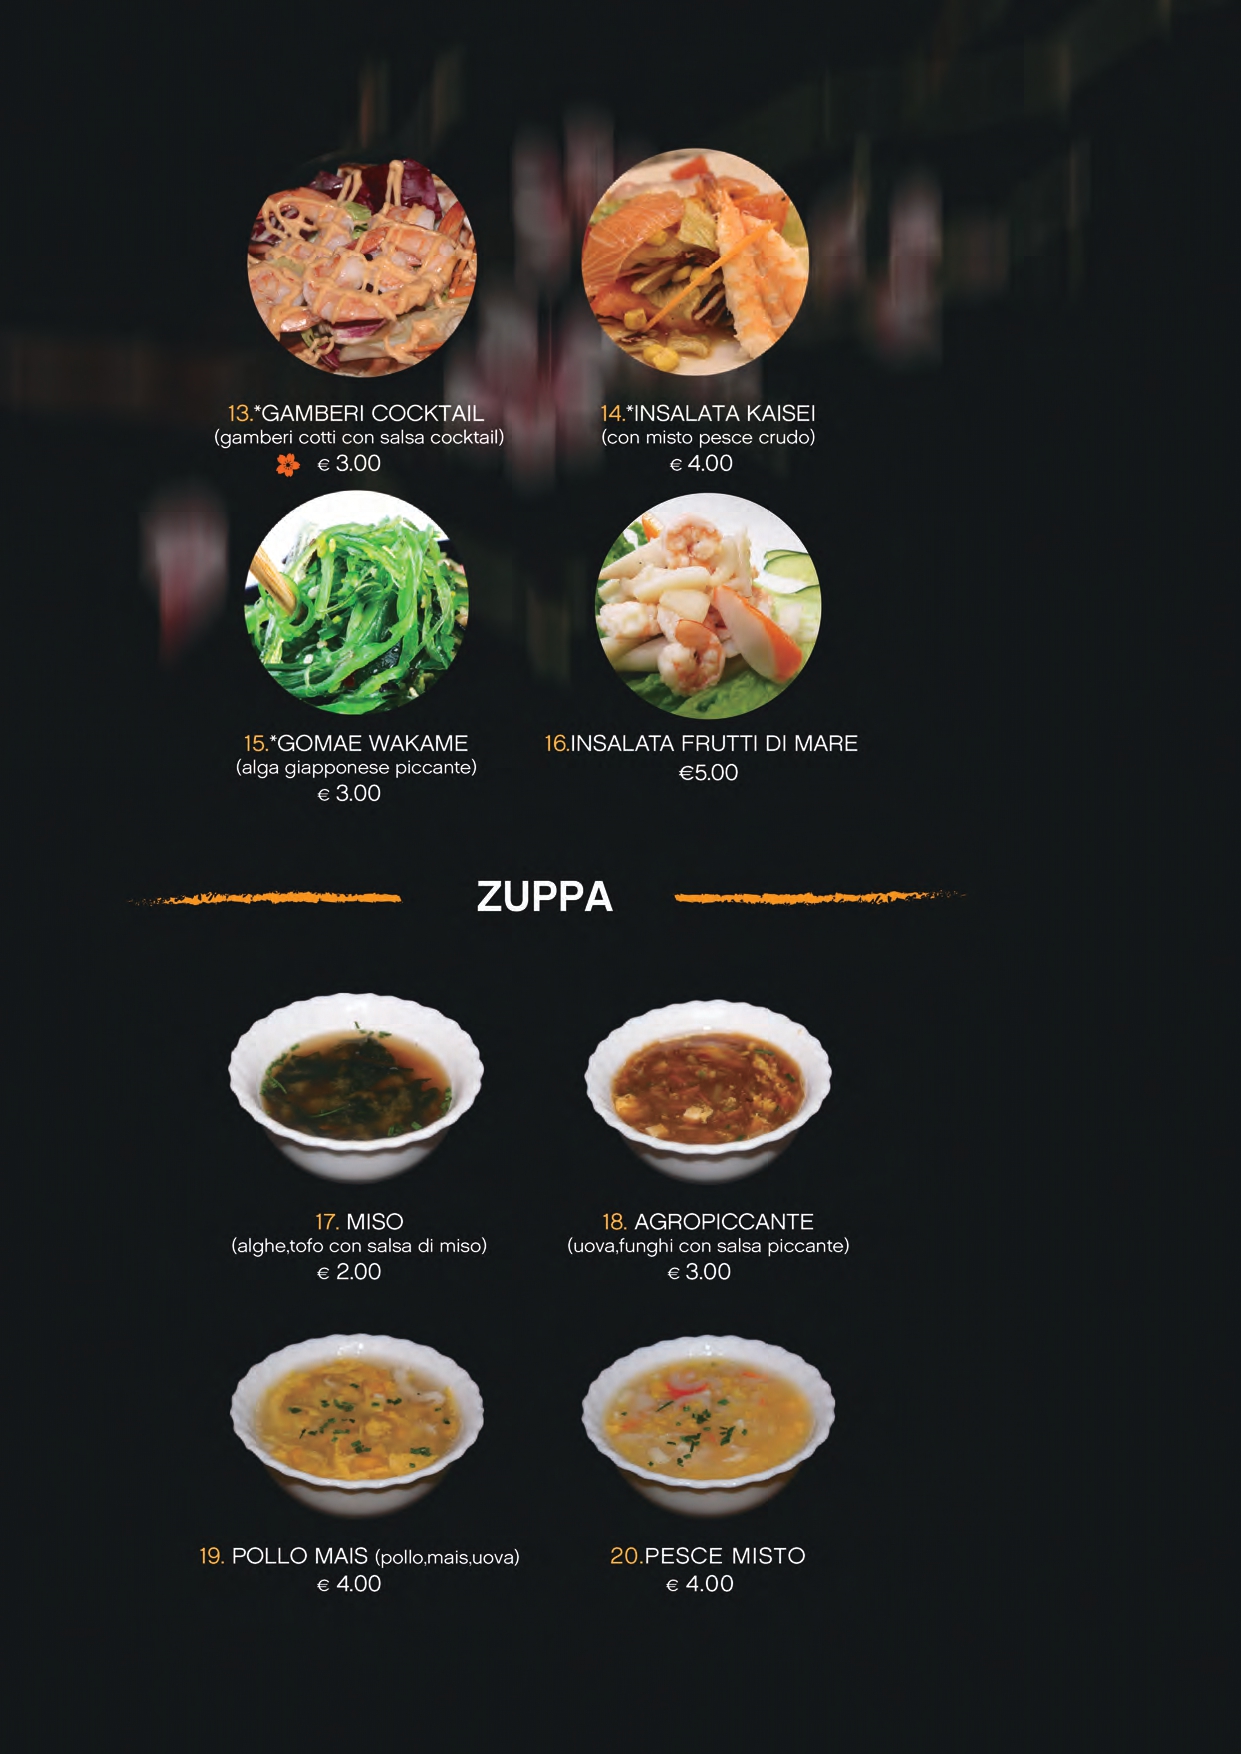 13.*GAMBERI COCKTAIL
(gamberi cotti con salsa cocktail)
€ 3.00
14.*INSALATA KAISEI
(con misto pesce crudo)
€ 4.00
15.*GOMAE WAKAME
(alga giapponese piccante)
€ 3.00
16.INSALATA FRUTTI DI MARE
€5.00
ZUPPA
17. MISO
(alghe,tofo con salsa di miso)
€ 2.00
18. AGROPICCANTE
(uova,funghi con salsa piccante)
€ 3.00
19. POLLO MAIS (pollo,mais,uova)
€ 4.00
20.PESCE MISTO
€ 4.00